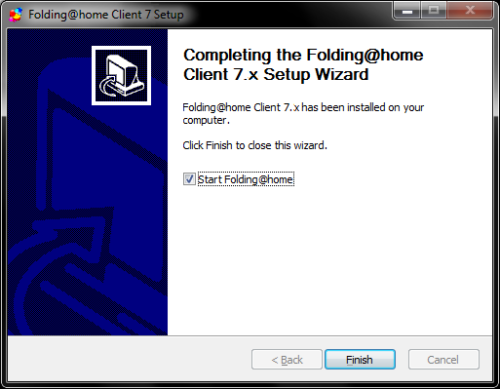 Folding@home Client 7 Setup
Completing the Folding@home
Client 7.x Setup Wizard
Folding@home Client 7.x has been installed on your
computer.
Click Finish to close this wizard.
Start Folding@home
< Back
Finish
Cancel